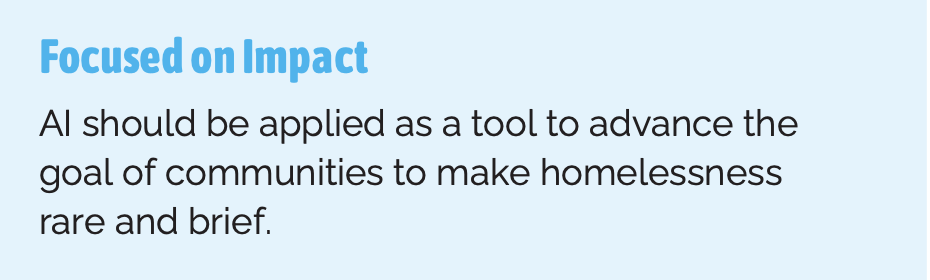 Focused on Impact
AI should be applied as a tool to advance the
goal of communities to make homelessness
rare and brief.